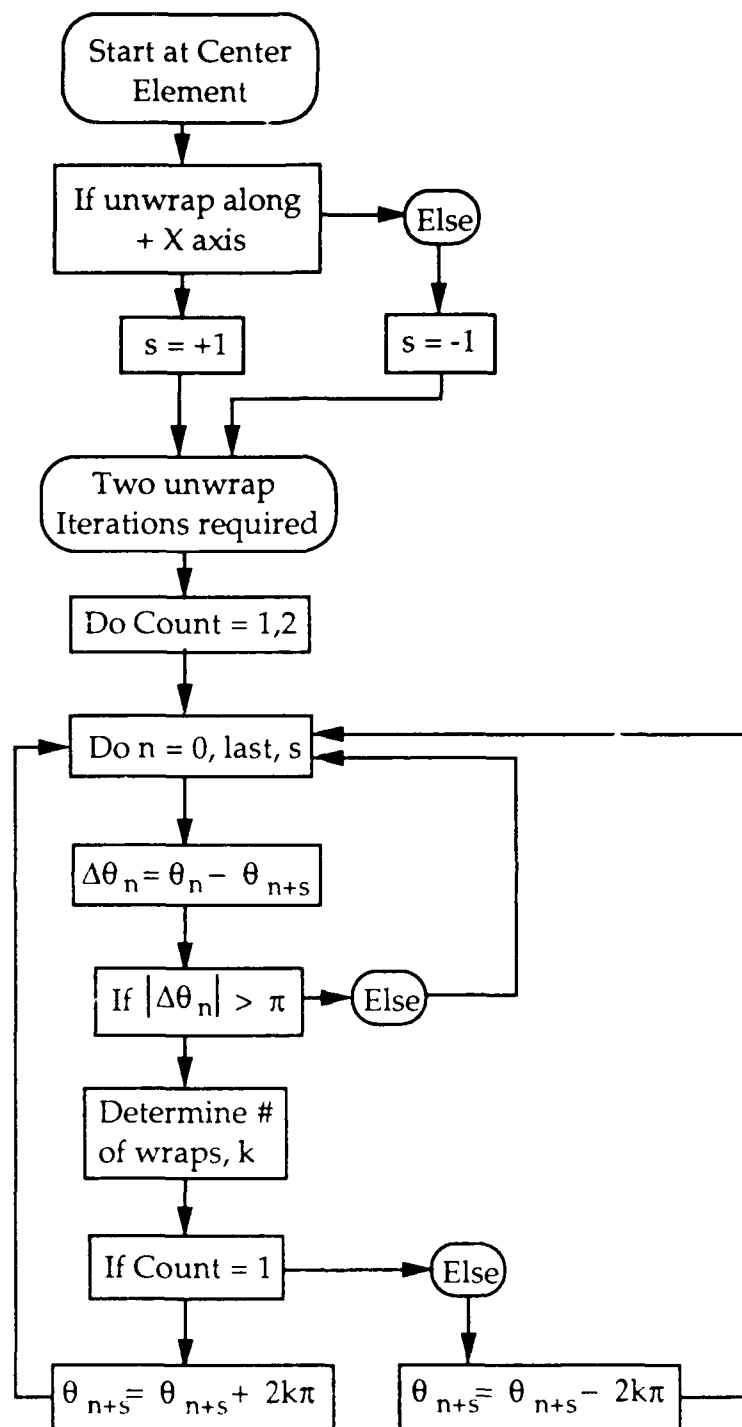 Start at Center
Element
If unwrap along
+ X axis
Else
s = +1
s = -1
Two unwrap
Iterations required
Do Count = 1,2
Do n = 0, last, s
Δθn = θn − θn+s
If |Δθn| > π
Else
Determine #
of wraps, k
If Count = 1
Else
θn+s = θn+s + 2kπ
θn+s = θn+s − 2kπ